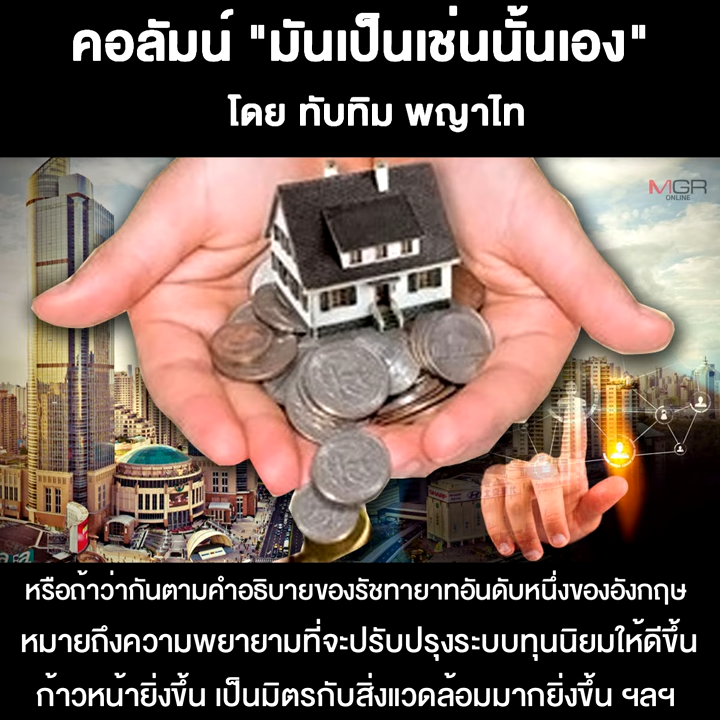 คอลัมน์ "มันเป็นเช่นนั้นเอง"
โดย ทับทิม พญาไท
MGR
ONLINE
หรือถ้าว่ากันตามคำอธิบายของรัชทายาทอันดับหนึ่งของอังกฤษ
หมายถึงความพยายามที่จะปรับปรุงระบบทุนนิยมให้ดีขึ้น
ก้าวหน้ายิ่งขึ้น เป็นมิตรกับสิ่งแวดล้อมมากยิ่งขึ้น ฯลฯ